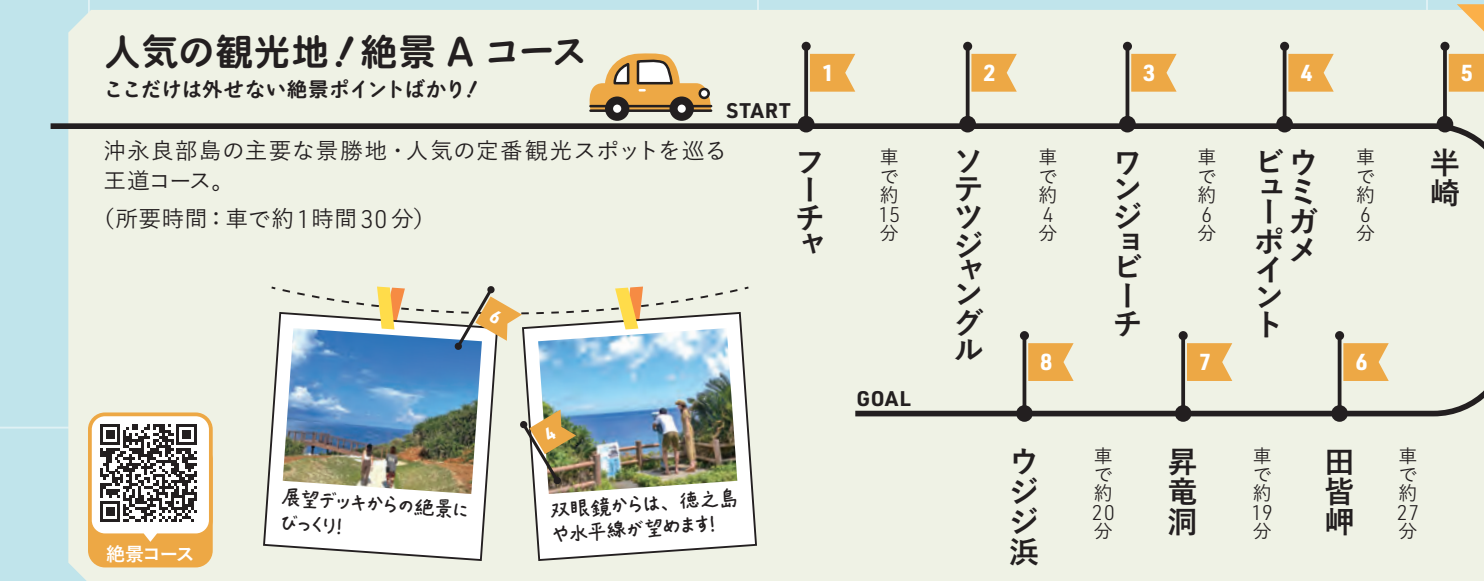 人気の観光地!絶景 A コース
ここだけは外せない絶景ポイントばかり!
沖永良部島の主要な景勝地・人気の定番観光スポットを巡る
王道コース。
（所要時間：車で約1時間30分）
START
1
フーチャ
車で約15分
2
ソテツジャングル
車で約4分
3
ワンジョビーチ
車で約6分
4
ウミガメ
ビューポイント
車で約6分
5
半崎
車で約27分
6
田皆岬
車で約19分
7
昇竜洞
車で約20分
8
ウジジ浜
GOAL
6
展望デッキからの絶景に
びっくり!
4
双眼鏡からは、徳之島
や水平線が望めます!
絶景コース